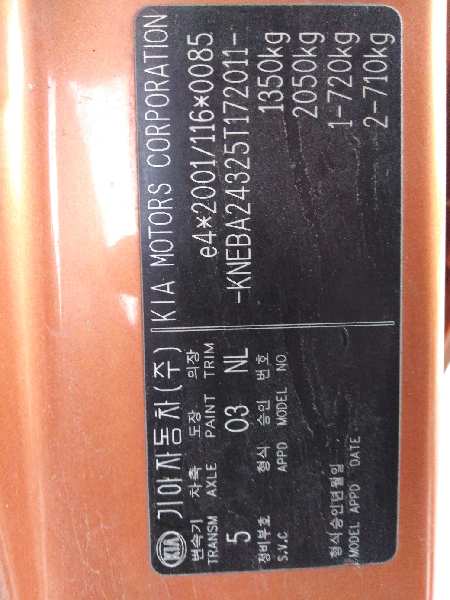 KIA 기아자동차(주) KIA MOTORS CORPORATION
변속기 차축 도장 의장
TRANSM AXLE PAINT TRIM
e4*2001/116*0085
5 03 NL
-KNEBA24325T172011-
정비부호 형식 승인 번호
S.V.C APPD MODEL NO
1350kg
2050kg
1-720kg
형식승인년월일
MODEL APPD DATE
2-710kg